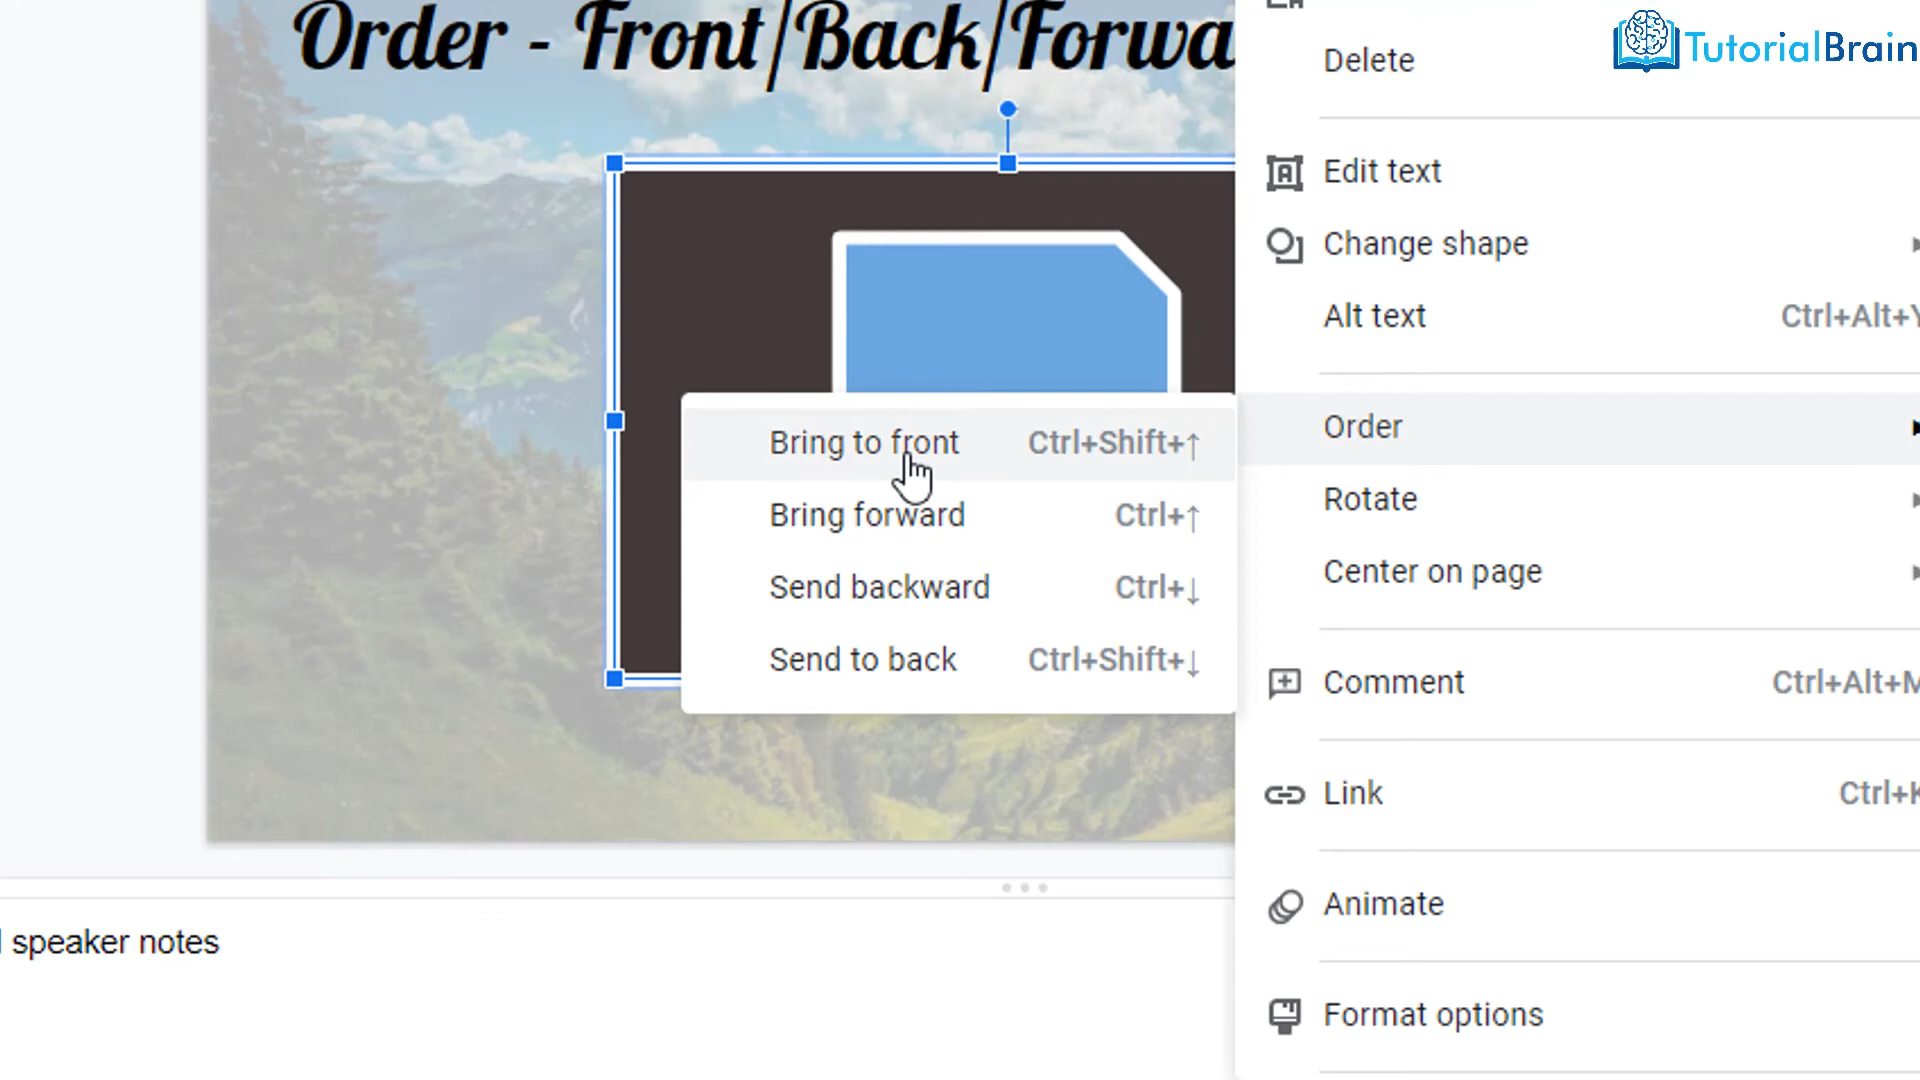 Order - Front/Back/Forwa
TutorialBrain
Delete
Edit text
Change shape
Alt text Ctrl+Alt+Y
Order
Bring to front Ctrl+Shift+↑
Bring forward Ctrl+↑
Send backward Ctrl+↓
Send to back Ctrl+Shift+↓
Rotate
Center on page
Comment Ctrl+Alt+M
Link Ctrl+K
Animate
Format options
speaker notes